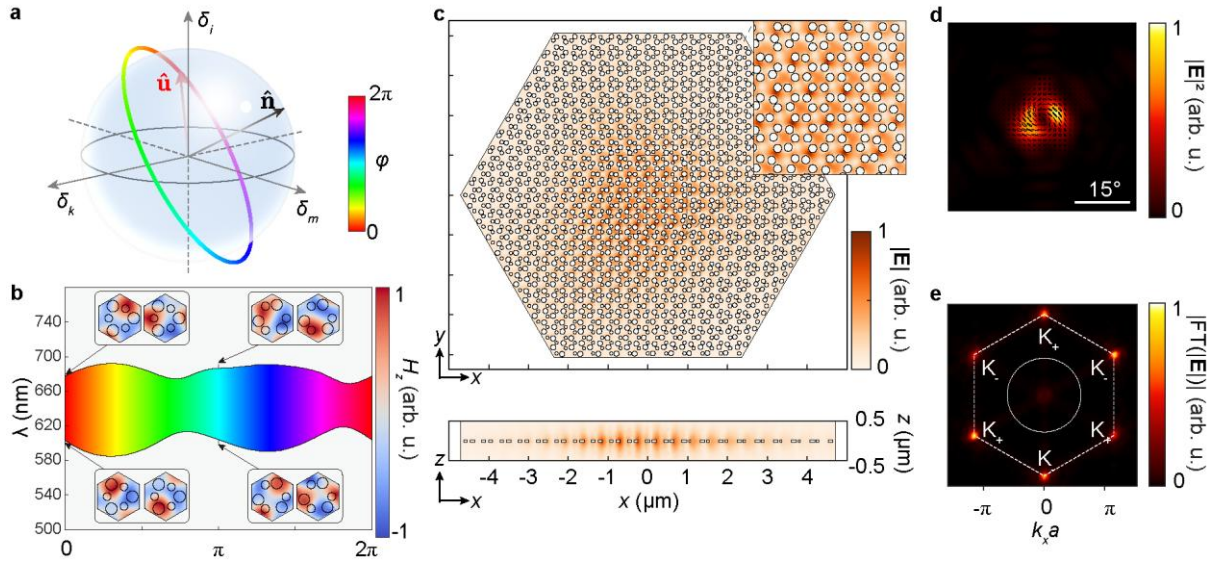 a
δi
û
n̂
δk
δm
2π
φ
0
b
λ (nm)
740
700
660
620
580
540
500
0
π
2π
1
Hz (arb. u.)
-1
c
y
x
1
|E| (arb. u.)
0
0.5
z (μm)
-0.5
z
x
-4 -3 -2 -1 0 1 2 3 4
x (μm)
d
15°
1
|E|² (arb. u.)
0
e
K+
K- K-
K+ K+
K-
1
|FT(|E|)| (arb. u.)
0
-π 0 π
kxa